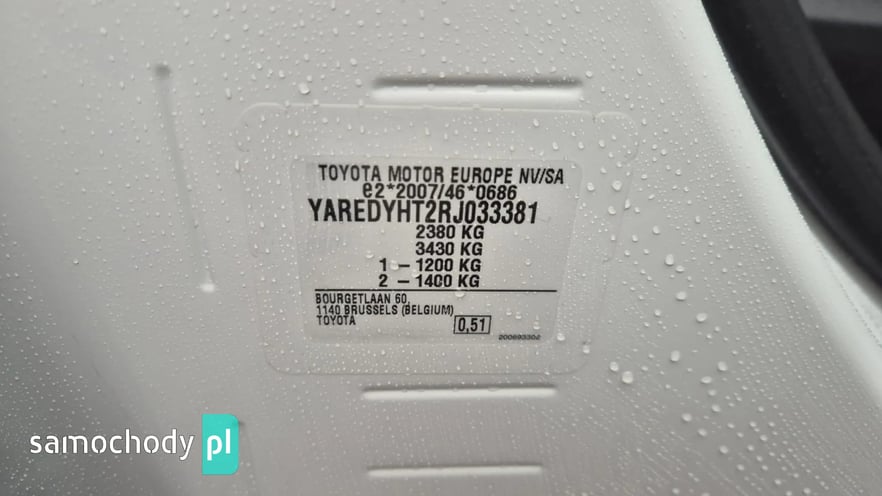 TOYOTA MOTOR EUROPE NV/SA
e2*2007/46*0686
YAREDYHT2RJ033381
2380 KG
3430 KG
1 – 1200 KG
2 – 1400 KG
BOURGETLAAN 60,
1140 BRUSSELS (BELGIUM)
TOYOTA
0,51
200693302
samochody pl